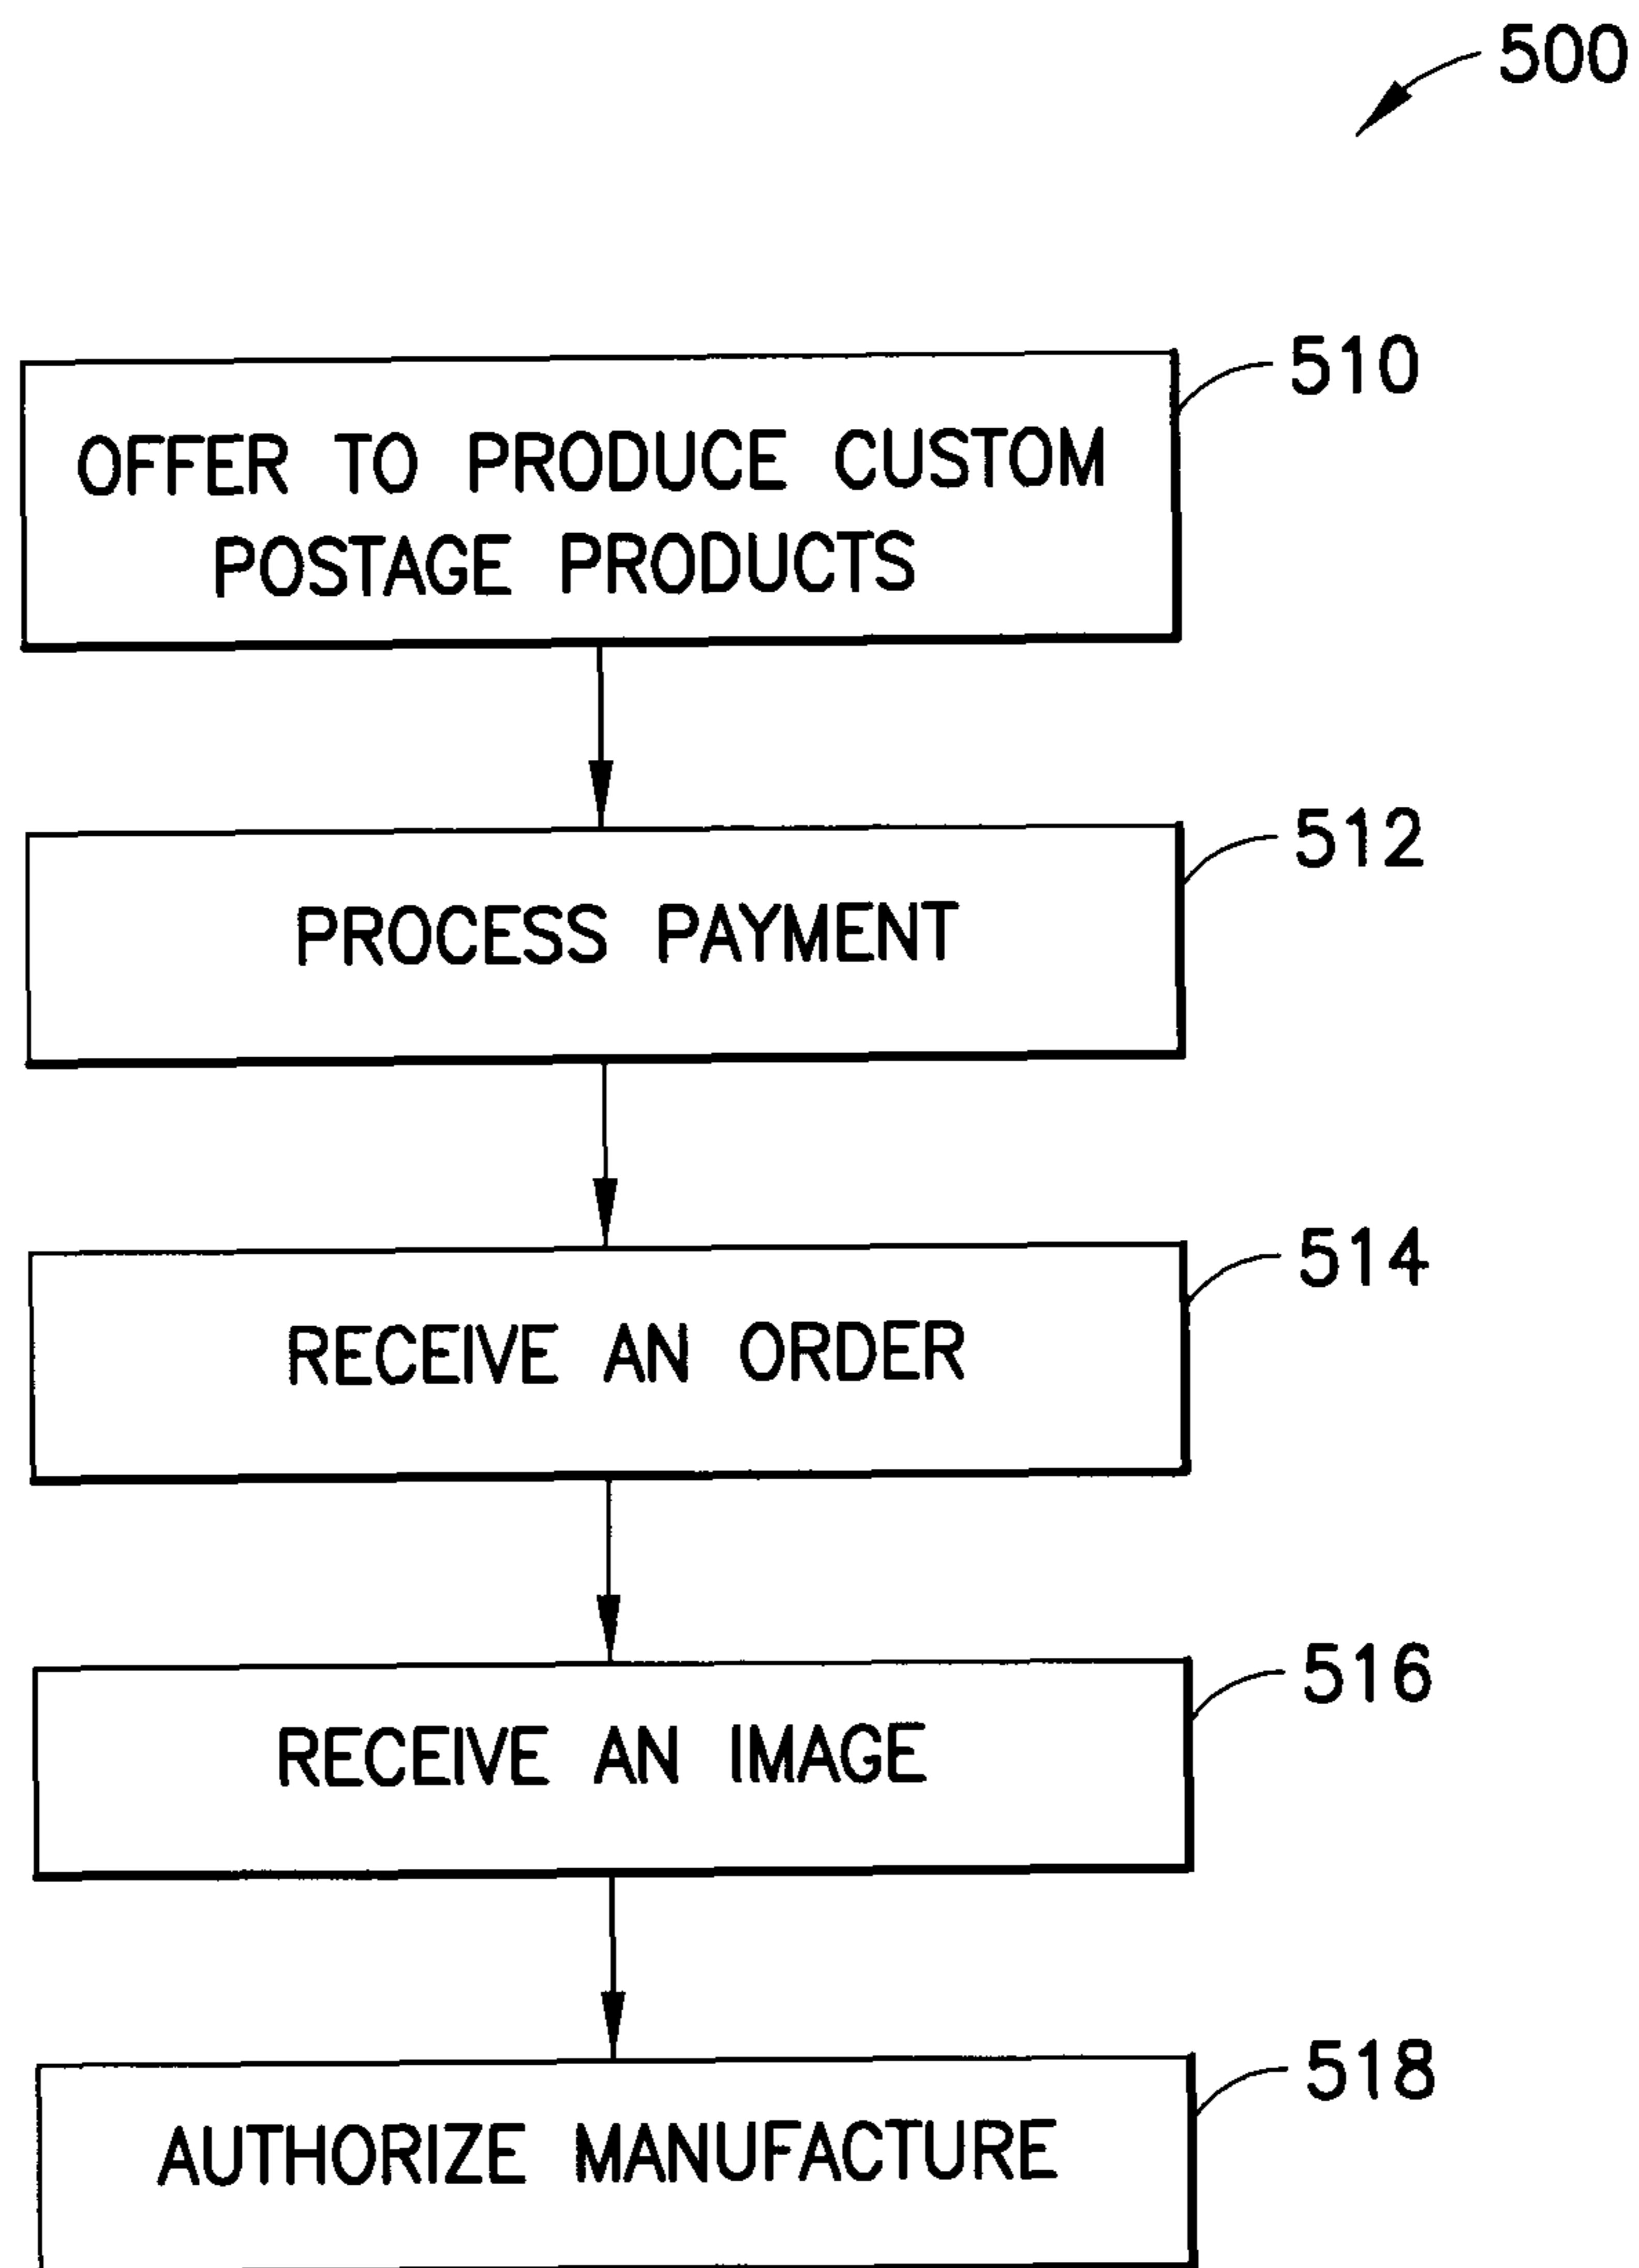 500
510
OFFER TO PRODUCE CUSTOM
POSTAGE PRODUCTS
512
PROCESS PAYMENT
514
RECEIVE AN ORDER
516
RECEIVE AN IMAGE
518
AUTHORIZE MANUFACTURE